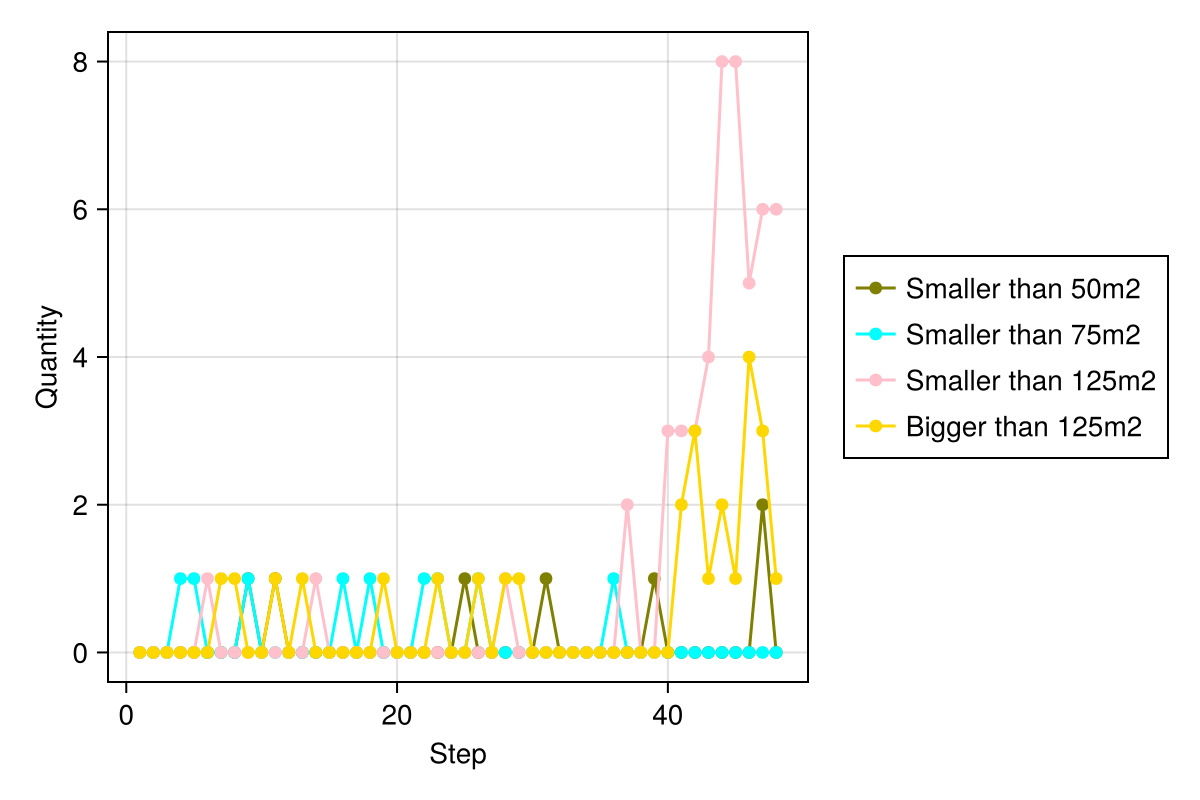 8
6
4
2
0
Quantity
0 20 40
Step
Smaller than 50m2
Smaller than 75m2
Smaller than 125m2
Bigger than 125m2